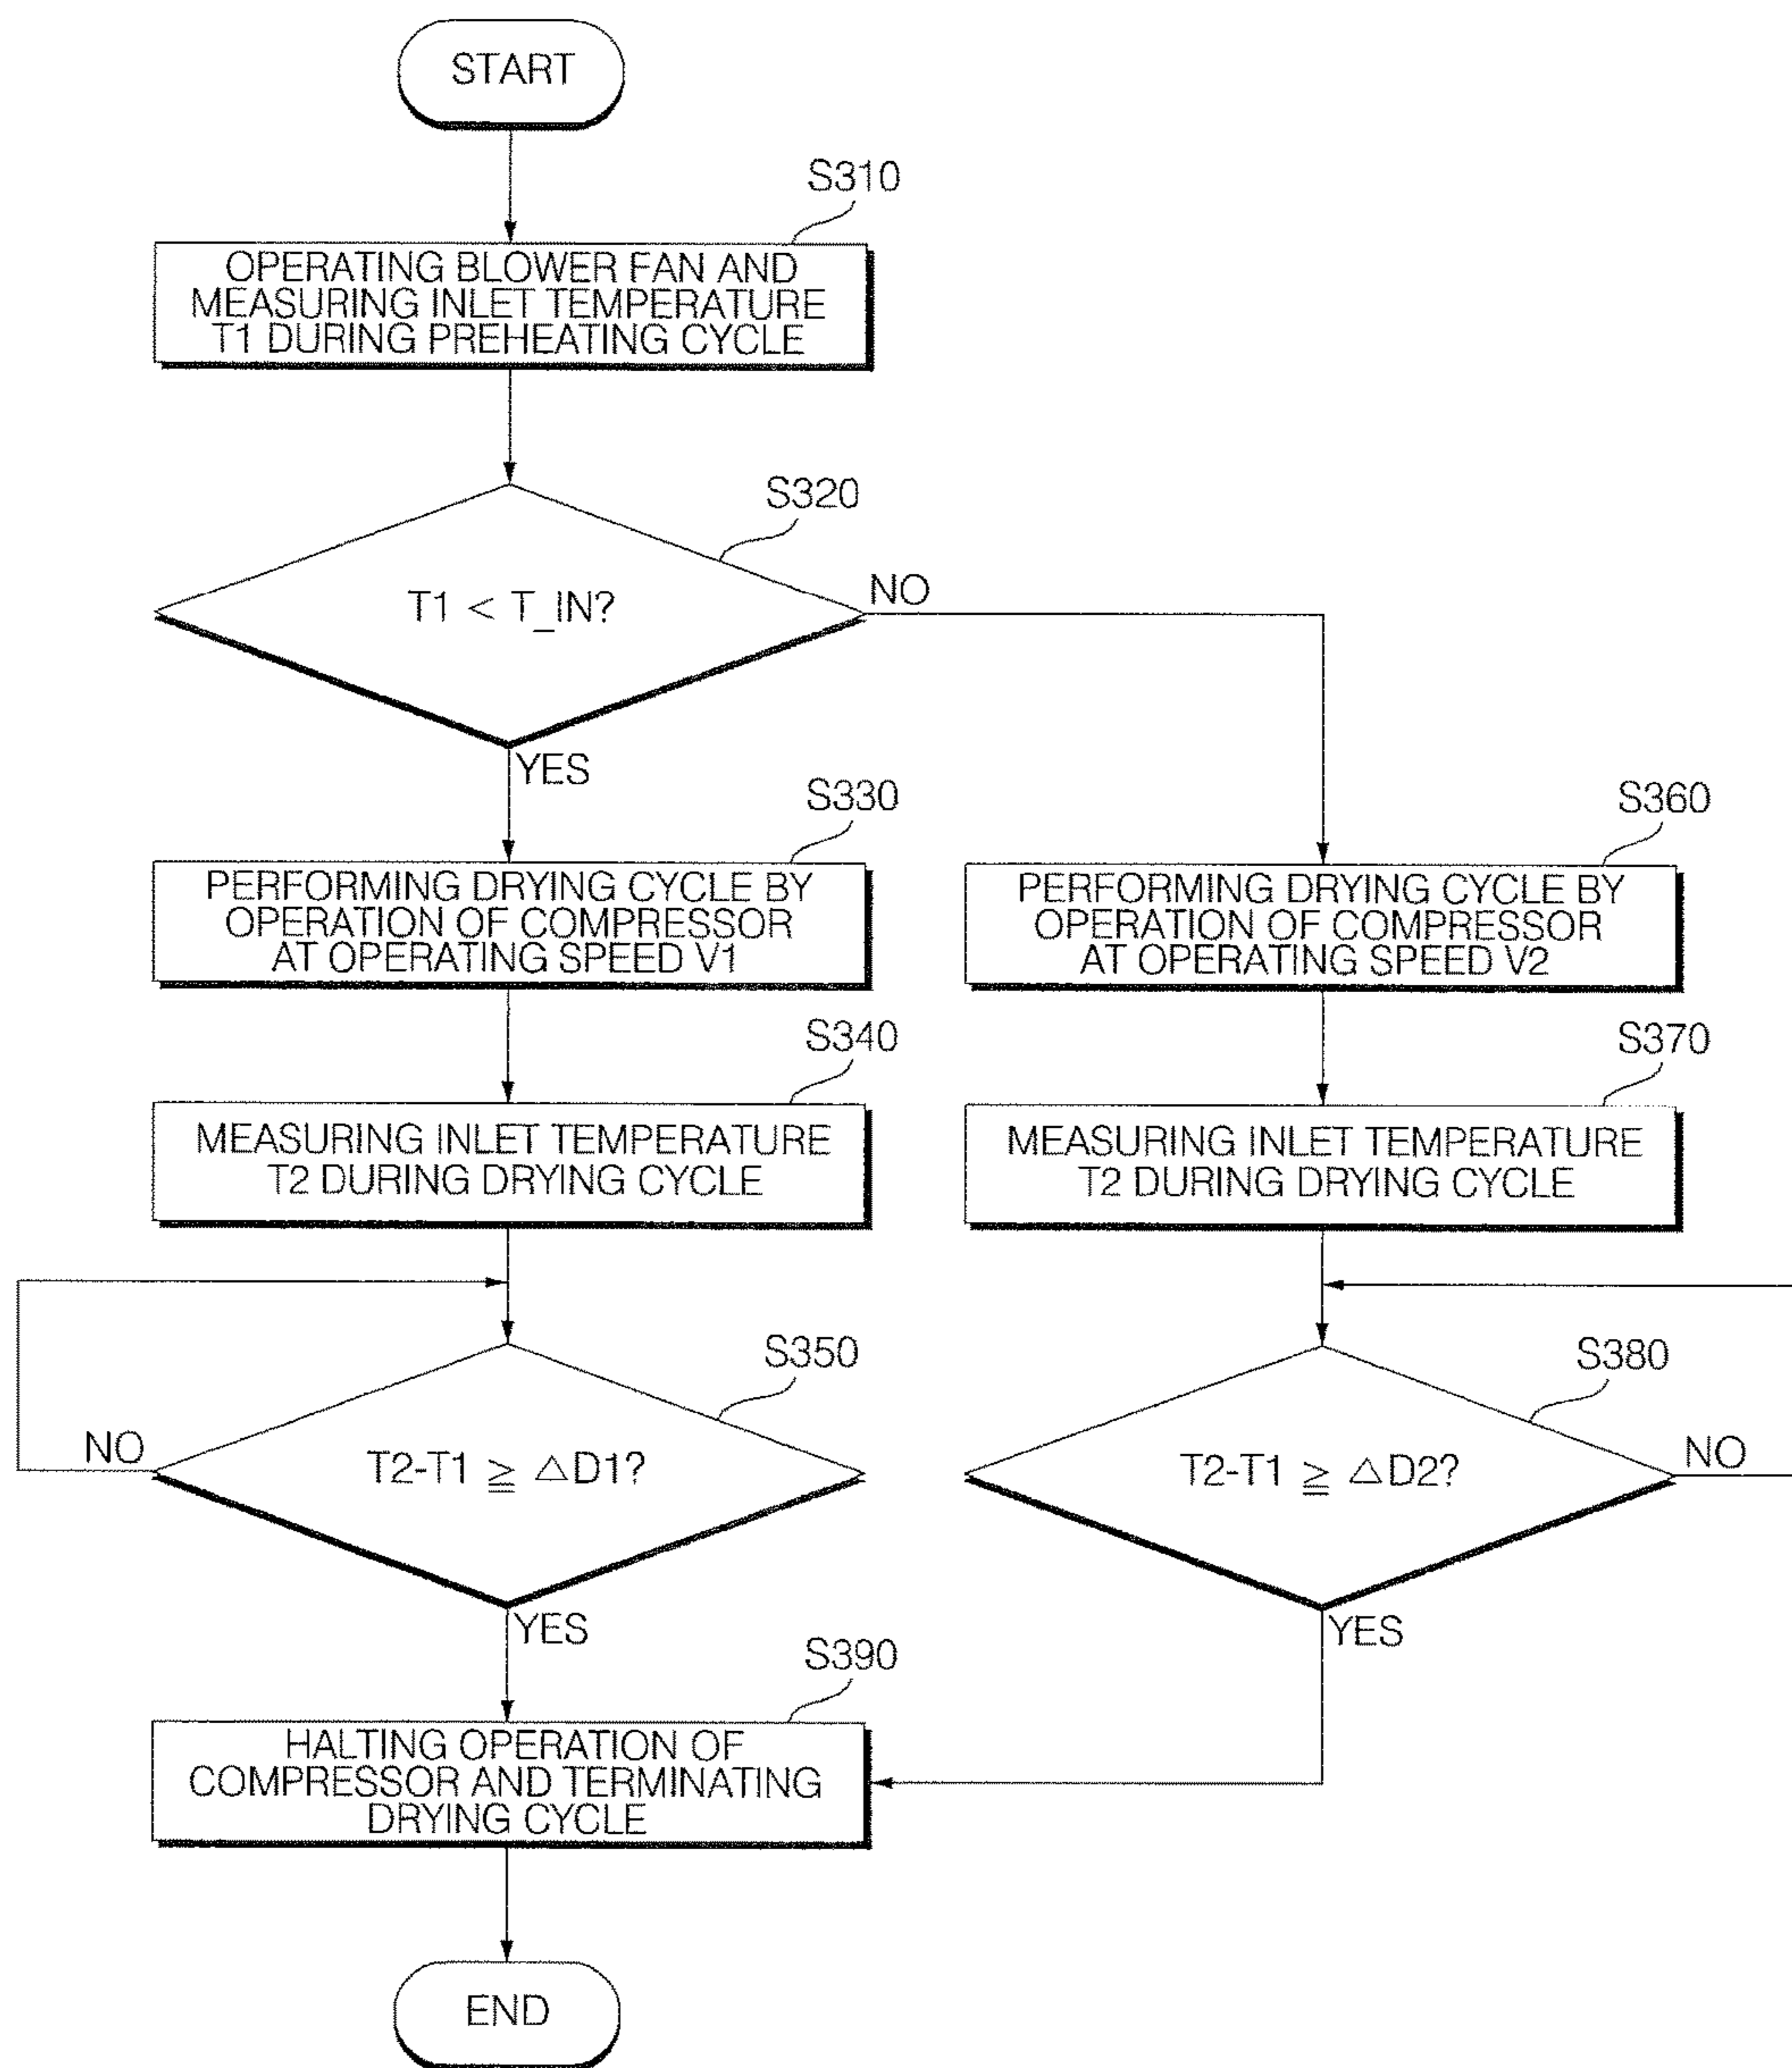 START
S310
OPERATING BLOWER FAN AND
MEASURING INLET TEMPERATURE
T1 DURING PREHEATING CYCLE
S320
T1 < T_IN?
NO
YES
S330
PERFORMING DRYING CYCLE BY
OPERATION OF COMPRESSOR
AT OPERATING SPEED V1
S360
PERFORMING DRYING CYCLE BY
OPERATION OF COMPRESSOR
AT OPERATING SPEED V2
S340
MEASURING INLET TEMPERATURE
T2 DURING DRYING CYCLE
S370
MEASURING INLET TEMPERATURE
T2 DURING DRYING CYCLE
S350
NO
T2-T1 ≧ △D1?
YES
S380
T2-T1 ≧ △D2?
NO
YES
S390
HALTING OPERATION OF
COMPRESSOR AND TERMINATING
DRYING CYCLE
END